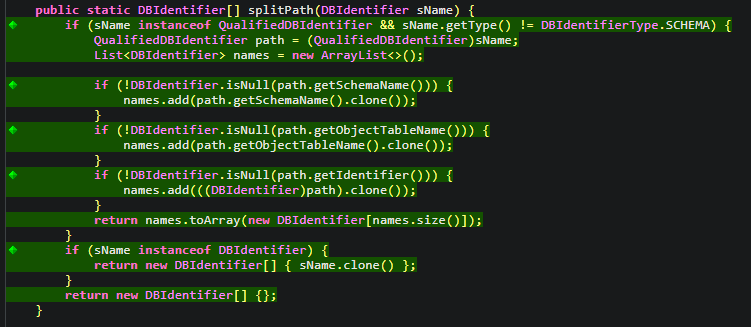 public static DBIdentifier[] splitPath(DBIdentifier sName) {
    if (sName instanceof QualifiedDBIdentifier && sName.getType() != DBIdentifierType.SCHEMA) {
        QualifiedDBIdentifier path = (QualifiedDBIdentifier)sName;
        List<DBIdentifier> names = new ArrayList<>();

        if (!DBIdentifier.isNull(path.getSchemaName())) {
            names.add(path.getSchemaName().clone());
        }
        if (!DBIdentifier.isNull(path.getObjectTableName())) {
            names.add(path.getObjectTableName().clone());
        }
        if (!DBIdentifier.isNull(path.getIdentifier())) {
            names.add(((DBIdentifier)path).clone());
        }
        return names.toArray(new DBIdentifier[names.size()]);
    }
    if (sName instanceof DBIdentifier) {
        return new DBIdentifier[] { sName.clone() };
    }
    return new DBIdentifier[] {};
}